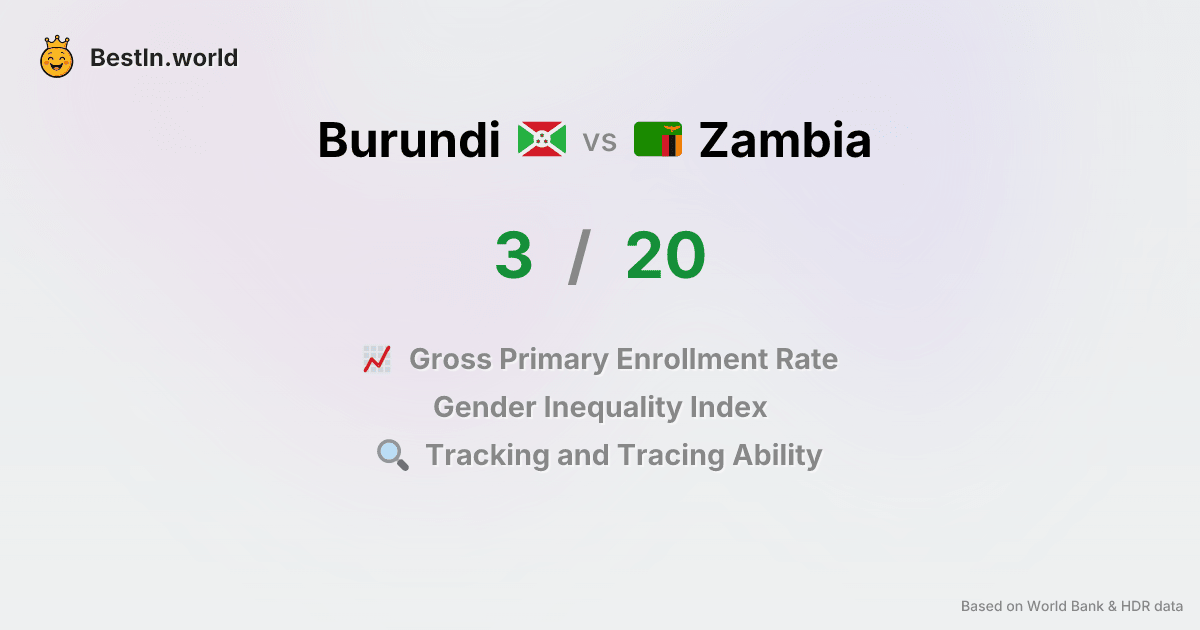 BestIn.world
Burundi vs Zambia
3 / 20
Gross Primary Enrollment Rate
Gender Inequality Index
Tracking and Tracing Ability
Based on World Bank & HDR data